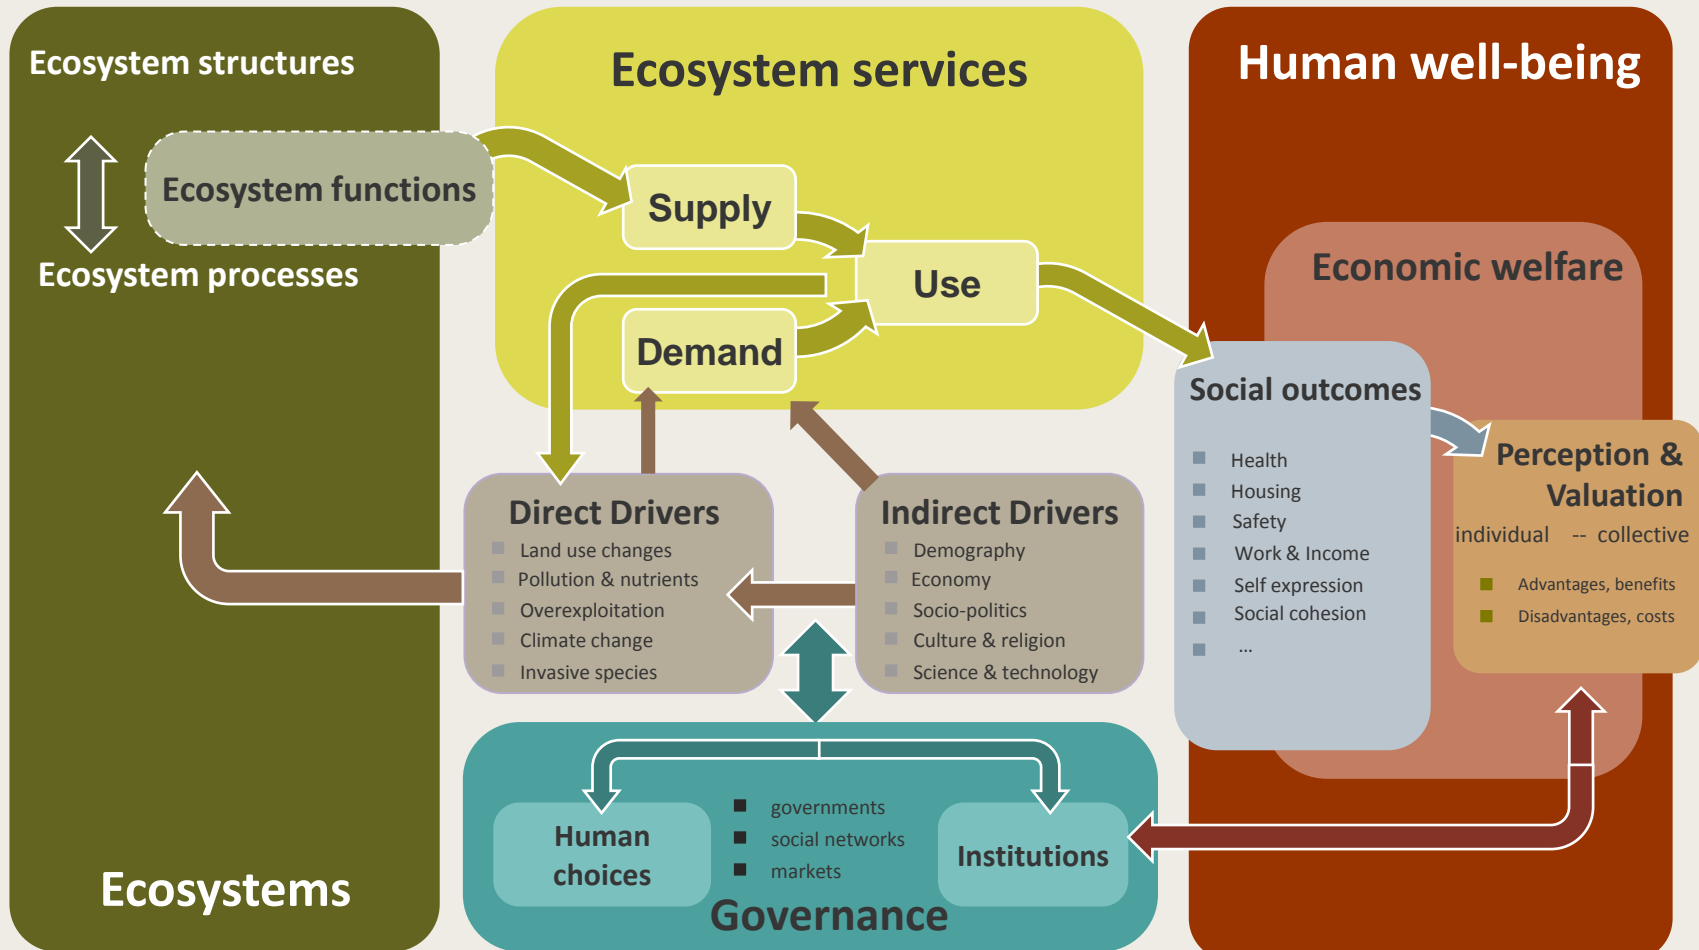 Ecosystem structures
Ecosystem functions
Ecosystem processes
Ecosystems
Ecosystem services
Supply
Use
Demand
Direct Drivers
Land use changes
Pollution & nutrients
Overexploitation
Climate change
Invasive species
Indirect Drivers
Demography
Economy
Socio-politics
Culture & religion
Science & technology
Human
choices
governments
social networks
markets
Institutions
Governance
Human well-being
Economic welfare
Social outcomes
Health
Housing
Safety
Work & Income
Self expression
Social cohesion
...
Perception &
Valuation
individual -- collective
Advantages, benefits
Disadvantages, costs